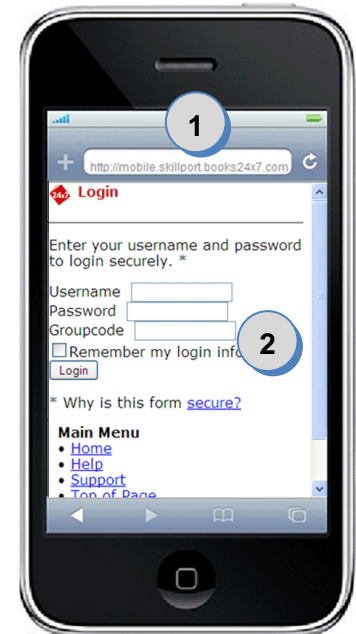 1
http://mobile.skillport.books24x7.com
24x7 Login
Enter your username and password
to login securely. *
Username
Password
Groupcode
2
Remember my login info
Login
* Why is this form secure?
Main Menu
• Home
• Help
• Support
• Top of Page